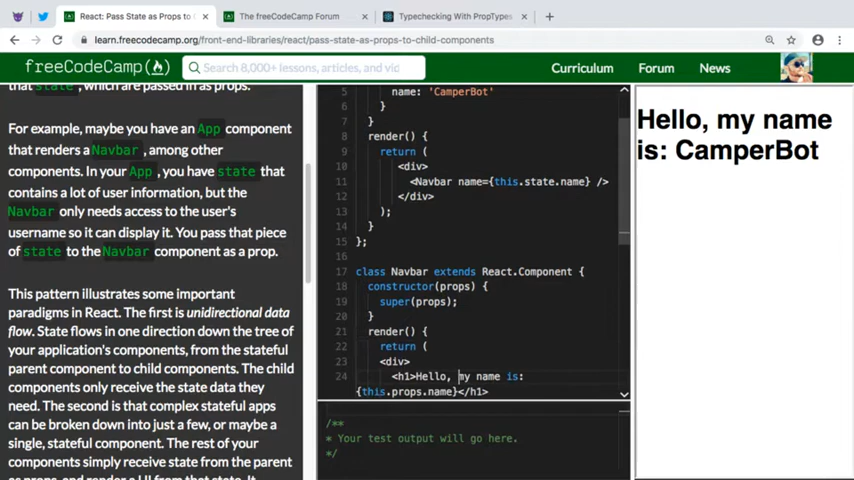 React: Pass State as Props to
The freeCodeCamp Forum
Typechecking With PropTypes
learn.freecodecamp.org/front-end-libraries/react/pass-state-as-props-to-child-components
freeCodeCamp
Search 8,000+ lessons, articles, and vid
Curriculum
Forum
News
that state , which are passed in as props.
For example, maybe you have an App component
that renders a Navbar , among other
components. In your App , you have state that
contains a lot of user information, but the
Navbar only needs access to the user's
username so it can display it. You pass that piece
of state to the Navbar component as a prop.
This pattern illustrates some important
paradigms in React. The first is unidirectional data
flow. State flows in one direction down the tree of
your application's components, from the stateful
parent component to child components. The child
components only receive the state data they
need. The second is that complex stateful apps
can be broken down into just a few, or maybe a
single, stateful component. The rest of your
components simply receive state from the parent
as props, and render a UI from that state. It
5 name: 'CamperBot'
6 }
7 }
8 render() {
9 return (
10 <div>
11 <Navbar name={this.state.name} />
12 </div>
13 );
14 }
15 };
16
17 class Navbar extends React.Component {
18 constructor(props) {
19 super(props);
20 }
21 render() {
22 return (
23 <div>
24 <h1>Hello, my name is:
{this.props.name}</h1>
/**
* Your test output will go here.
*/
Hello, my name
is: CamperBot